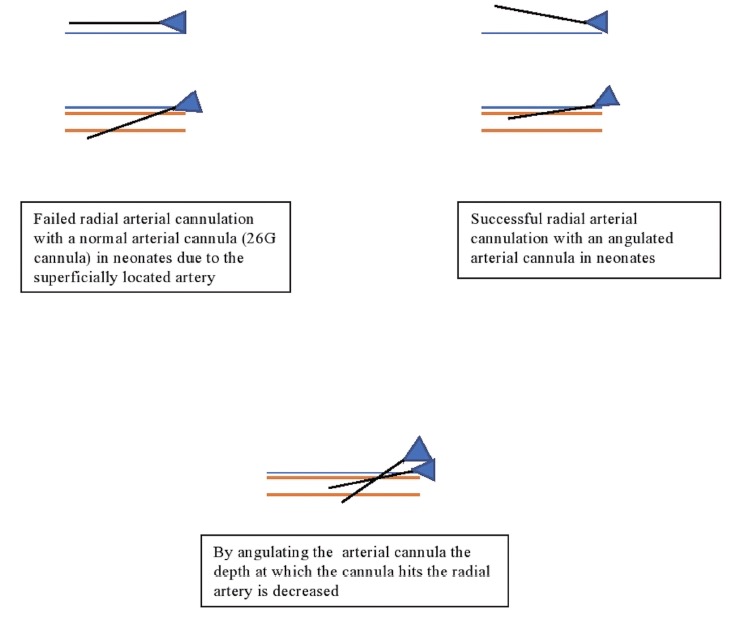 Failed radial arterial cannulation
with a normal arterial cannula (26G
cannula) in neonates due to the
superficially located artery
Successful radial arterial
cannulation with an angulated
arterial cannula in neonates
By angulating the arterial cannula the
depth at which the cannula hits the radial
artery is decreased